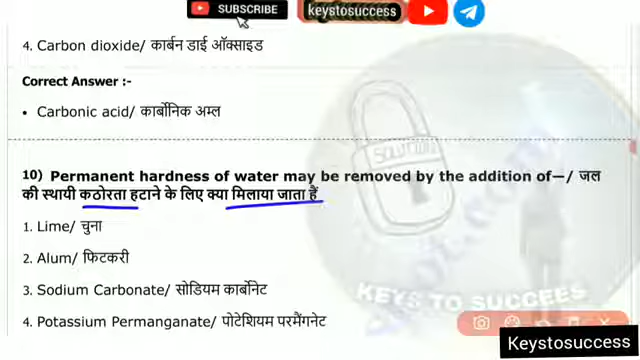 SUBSCRIBE
keystosuccess
4. Carbon dioxide/ कार्बन डाई ऑक्साइड
Correct Answer :-
• Carbonic acid/ कार्बोनिक अम्ल
SOLUTION
10) Permanent hardness of water may be removed by the addition of—/ जल
की स्थायी कठोरता हटाने के लिए क्या मिलाया जाता हैं
1. Lime/ चुना
2. Alum/ फिटकरी
3. Sodium Carbonate/ सोडियम कार्बोनेट
KEYS TO SUCCES
4. Potassium Permanganate/ पोटेशियम परमैंगनेट
Keystosuccess